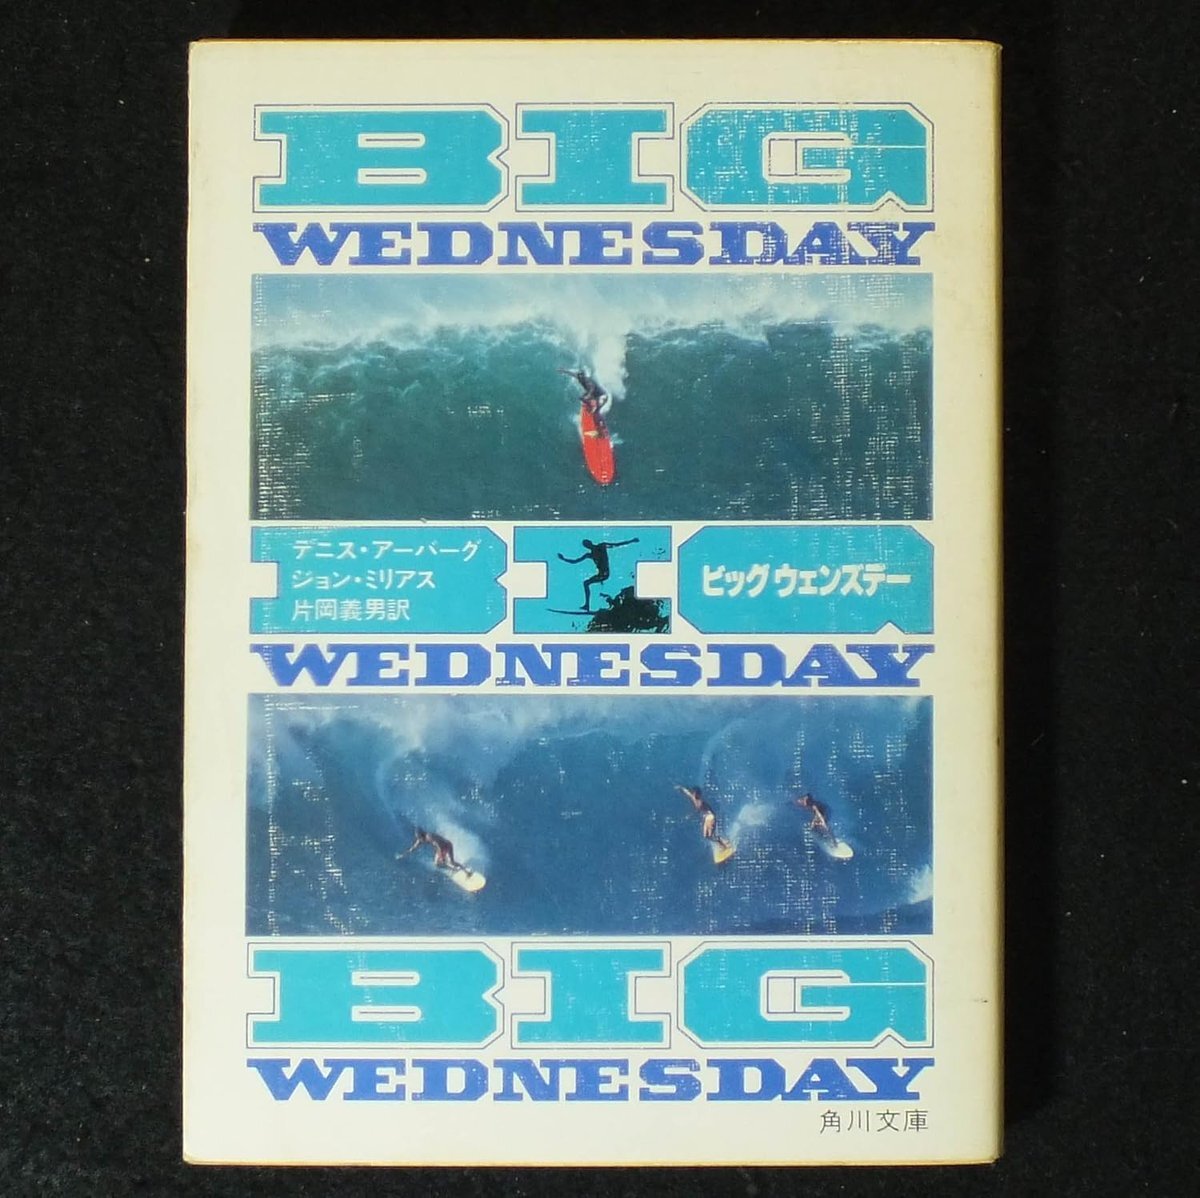 BIG
WEDNESDAY
デニス・アーバーグ
ジョン・ミリアス
片岡義男訳
BIG
ビッグ ウェンズデー
WEDNESDAY
BIG
WEDNESDAY
角川文庫